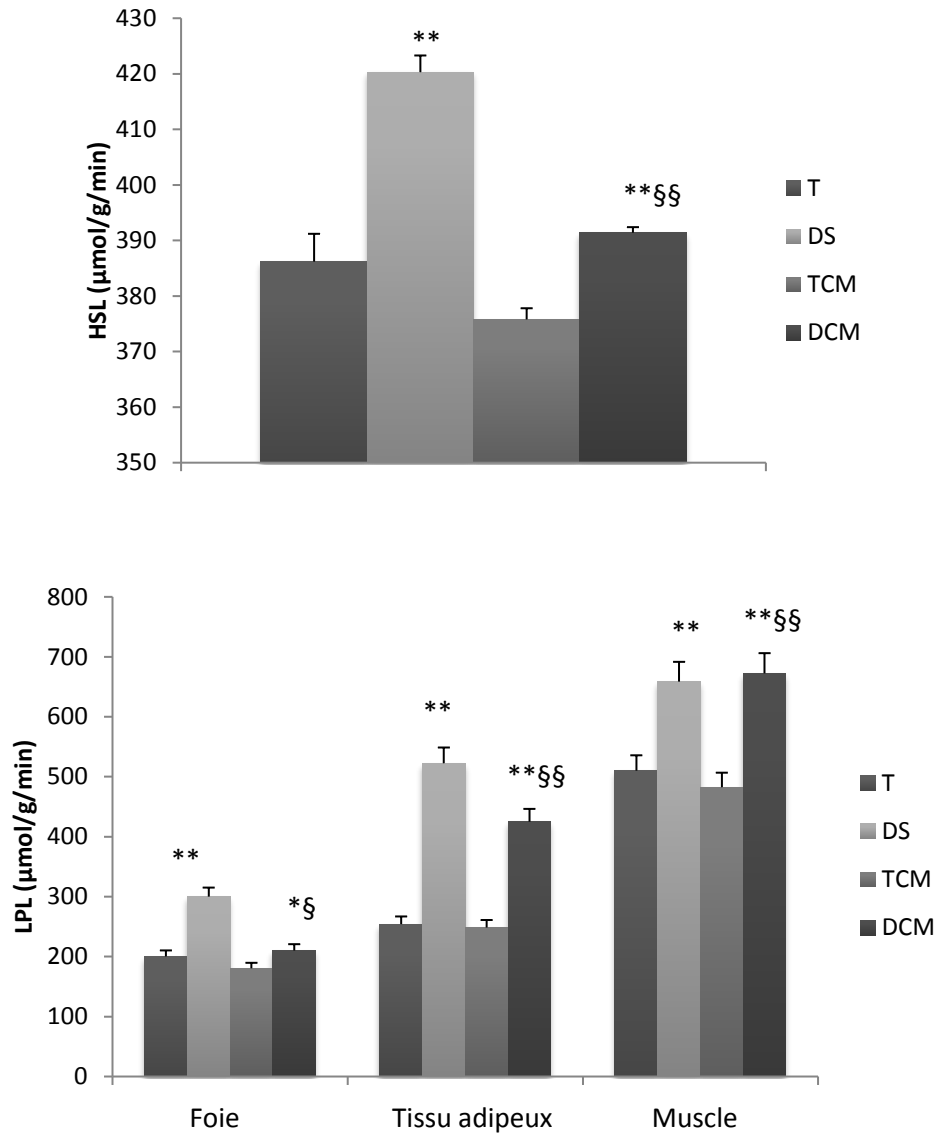 430
420
410
400
390
380
370
360
350
HSL (µmol/g/min)
**
**§§
T
DS
TCM
DCM
800
700
600
500
400
300
200
100
0
LPL (µmol/g/min)
**
*§
**
**§§
**
**§§
T
DS
TCM
DCM
Foie Tissu adipeux Muscle